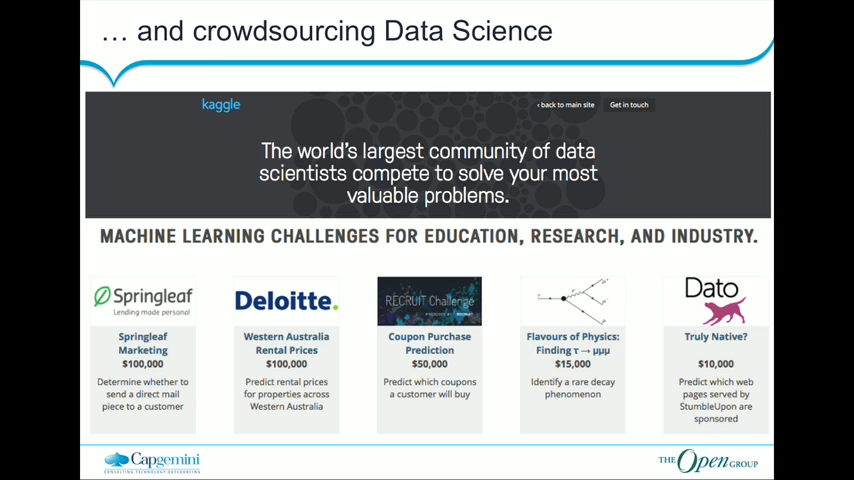 … and crowdsourcing Data Science
kaggle
‹ back to main site
Get in touch
The world's largest community of data
scientists compete to solve your most
valuable problems.
MACHINE LEARNING CHALLENGES FOR EDUCATION, RESEARCH, AND INDUSTRY.
Springleaf
Lending made personal
Springleaf
Marketing
$100,000
Determine whether to
send a direct mail
piece to a customer
Deloitte.
Western Australia
Rental Prices
$100,000
Predict rental prices
for properties across
Western Australia
RECRUIT Challenge
Coupon Purchase
Prediction
$50,000
Predict which coupons
a customer will buy
Flavours of Physics:
Finding τ → μμμ
$15,000
Identify a rare decay
phenomenon
Dato
Truly Native?
$10,000
Predict which web
pages served by
StumbleUpon are
sponsored
Capgemini
CONSULTING.TECHNOLOGY.OUTSOURCING
THE Open GROUP